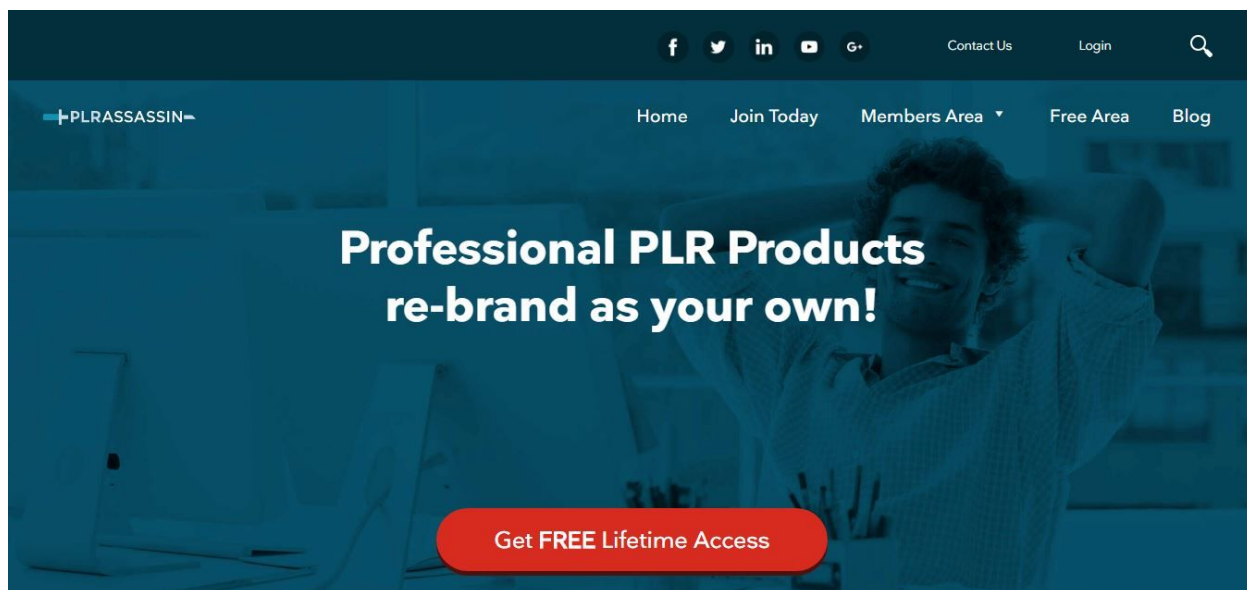 f in G+ Contact Us Login
PLRASSASSIN Home Join Today Members Area Free Area Blog
Professional PLR Products
re-brand as your own!
Get FREE Lifetime Access